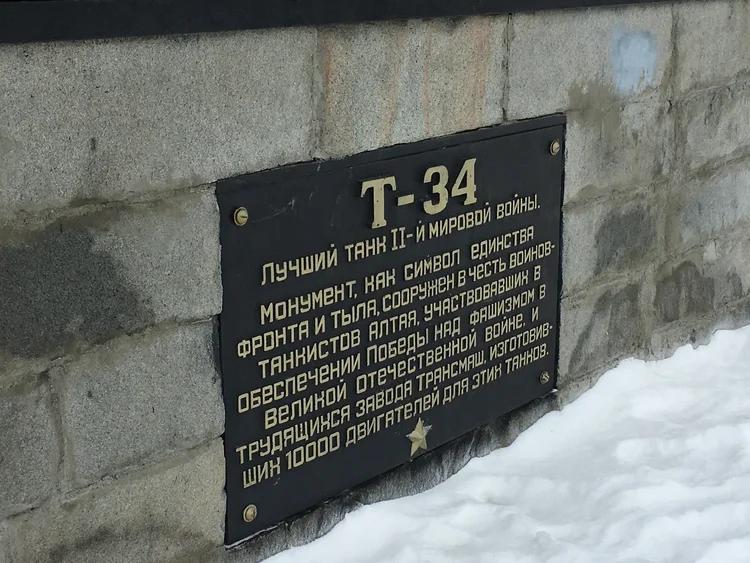 Т-34
ЛУЧШИЙ ТАНК II-Й МИРОВОЙ ВОЙНЫ.
МОНУМЕНТ, КАК СИМВОЛ ЕДИНСТВА
ФРОНТА И ТЫЛА, СООРУЖЕН В ЧЕСТЬ ВОИНОВ-
ТАНКИСТОВ АЛТАЯ, УЧАСТВОВАВШИХ В
ОБЕСПЕЧЕНИИ ПОБЕДЫ НАД ФАШИЗМОМ В
ВЕЛИКОЙ ОТЕЧЕСТВЕННОЙ ВОЙНЕ, И
ТРУДЯЩИХСЯ ЗАВОДА ТРАНСМАШ, ИЗГОТОВИВ-
ШИХ 10000 ДВИГАТЕЛЕЙ ДЛЯ ЭТИХ ТАНКОВ.